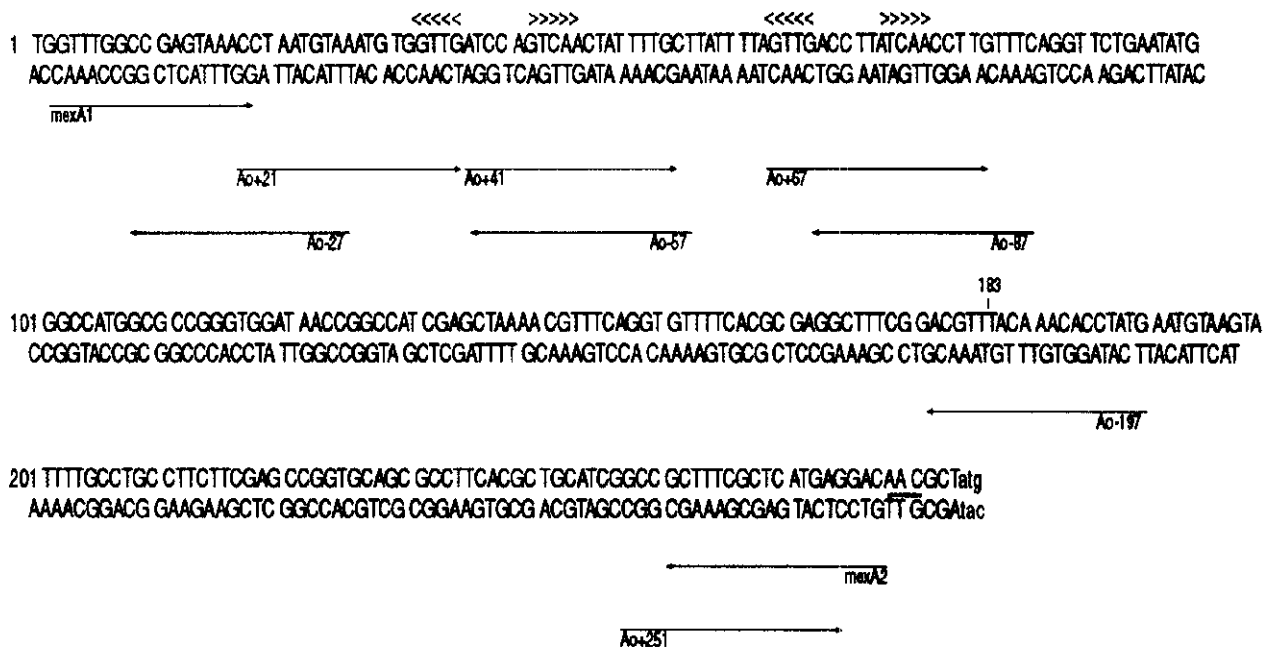 <<<<< >>>>> <<<<< >>>>>
1 TGGTTTGGCCG GAGTAAACCT AATGTAAATG TGGTTGATCC AGTCAACTAT TTTGCTTATT TTAGTTGACC TTATCAACCT TGTTTCAGGT TCTGAATATG
ACCAAACCGG CTCATTTGGA TTACATTTAC ACCAACTAGG TCAGTTGATA AAACGAATAA AATCAACTGG AATAGTTGGA ACAAAGTCCA AGACTTATAC
mexA1
Ao+21 Ao+41 Ao+67
Ao-27 Ao-57 Ao-87
183
101 GGCCATGGCG CCGGGTGGAT AACCGGCCAT CGAGCTAAAA CGTTTCAGGT GTTTTCACGC GAGGCTTTCG GACGTTTACA AACACCTATG AATGTAAGTA
CCGGTACCGC GGCCCACCTA TTGGCCGGTA GCTCGATTTT GCAAAGTCCA CAAAAGTGCG CTCCGAAAGC CTGCAAATGT TTGTGGATAC TTACATTCAT
Ao-197
201 TTTTGCCTGC CTTCTTCGAG CCGGTGCAGC GCCTTCACGC TGCATCGGCC GCTTTCGCTC ATGAGGACAA CGCTatg
AAAACGGACG GAAGAAGCTC GGCCACGTCG CGGAAGTGCG ACGTAGCCGG CGAAAGCGAG TACTCCTGTT GCGAtac
mexA2
Ao+251